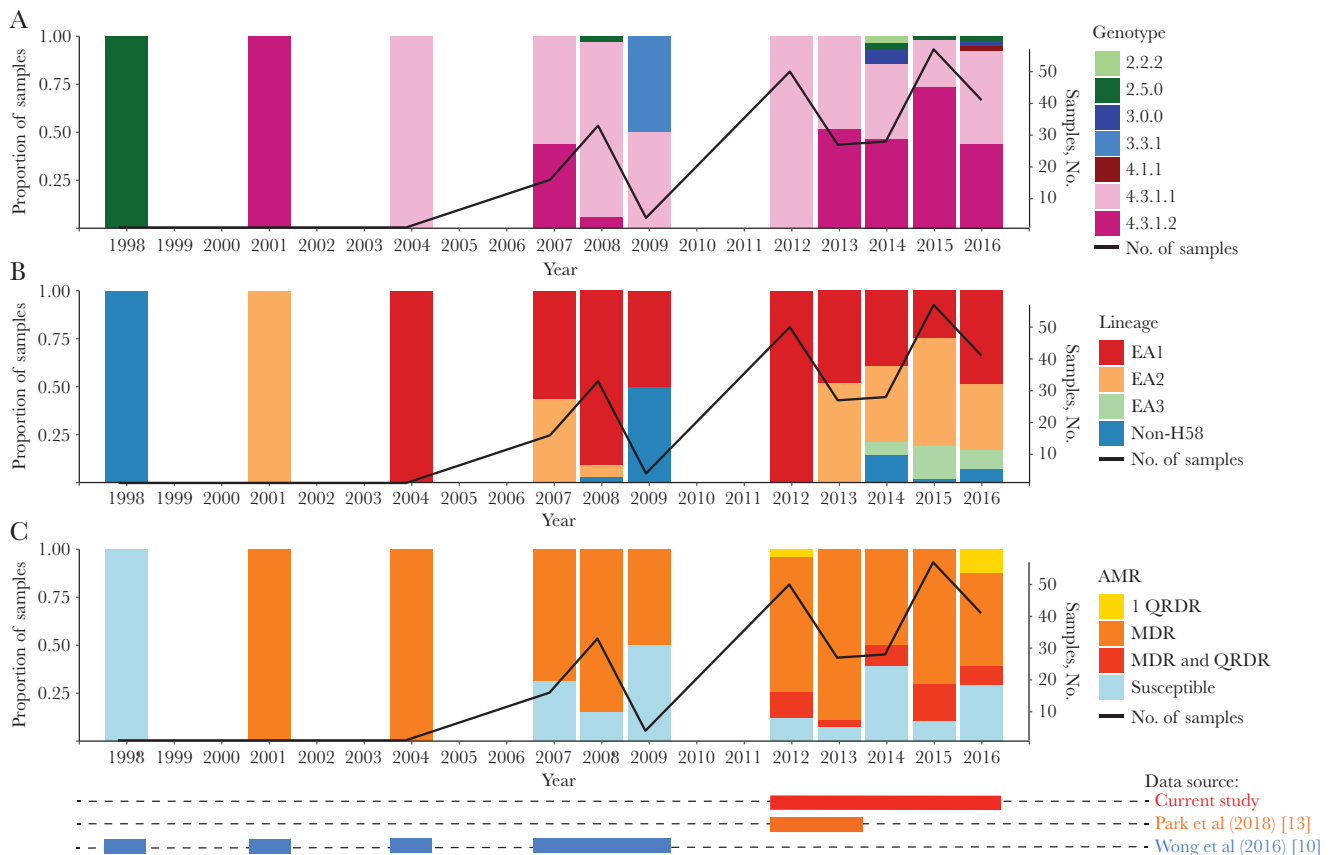 A
Proportion of samples
1.00
0.75
0.50
0.25
50
40
30
20
10
Samples, No.
1998 1999 2000 2001 2002 2003 2004 2005 2006 2007 2008 2009 2010 2011 2012 2013 2014 2015 2016
Year
Genotype
2.2.2
2.5.0
3.0.0
3.3.1
4.1.1
4.3.1.1
4.3.1.2
No. of samples
B
Proportion of samples
1.00
0.75
0.50
0.25
50
40
30
20
10
Samples, No.
1998 1999 2000 2001 2002 2003 2004 2005 2006 2007 2008 2009 2010 2011 2012 2013 2014 2015 2016
Year
Lineage
EA1
EA2
EA3
Non-H58
No. of samples
C
Proportion of samples
1.00
0.75
0.50
0.25
50
40
30
20
10
Samples, No.
1998 1999 2000 2001 2002 2003 2004 2005 2006 2007 2008 2009 2010 2011 2012 2013 2014 2015 2016
Year
AMR
1 QRDR
MDR
MDR and QRDR
Susceptible
No. of samples
Data source:
Current study
Park et al (2018) [13]
Wong et al (2016) [10]